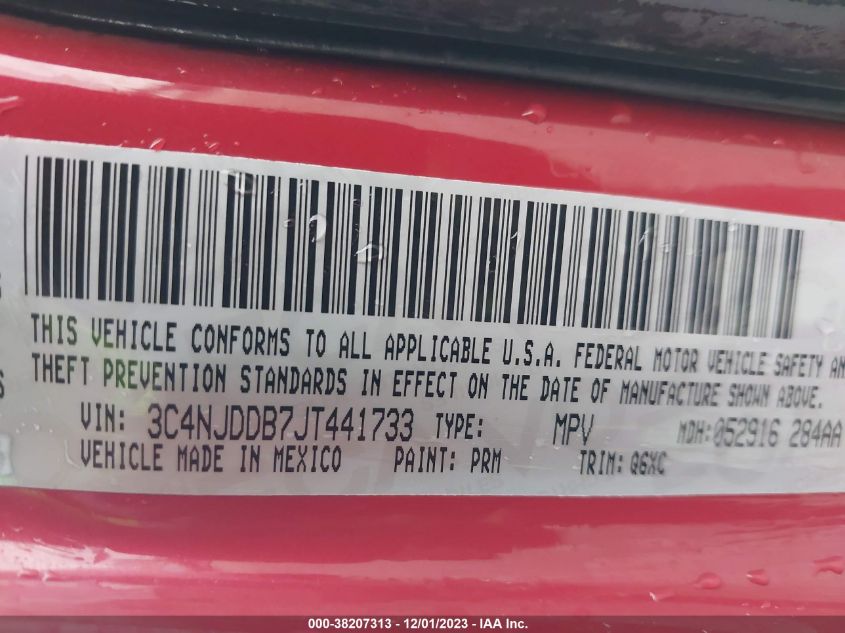 THIS VEHICLE CONFORMS TO ALL APPLICABLE U.S.A. FEDERAL MOTOR VEHICLE SAFETY AN
THEFT PREVENTION STANDARDS IN EFFECT ON THE DATE OF MANUFACTURE SHOWN ABOVE.
VIN: 3C4NJDDB7JT441733 TYPE: MPV MDH:052916 284AA
VEHICLE MADE IN MEXICO PAINT: PRM TRIM: Q6XC
000-38207313 - 12/01/2023 - IAA Inc.